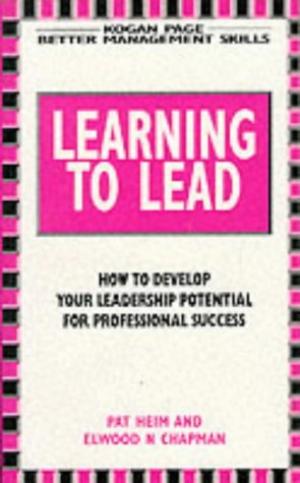 KOGAN PAGE
BETTER MANAGEMENT SKILLS
LEARNING
TO LEAD
HOW TO DEVELOP
YOUR LEADERSHIP POTENTIAL
FOR PROFESSIONAL SUCCESS
PAT HEIM AND
ELWOOD N CHAPMAN